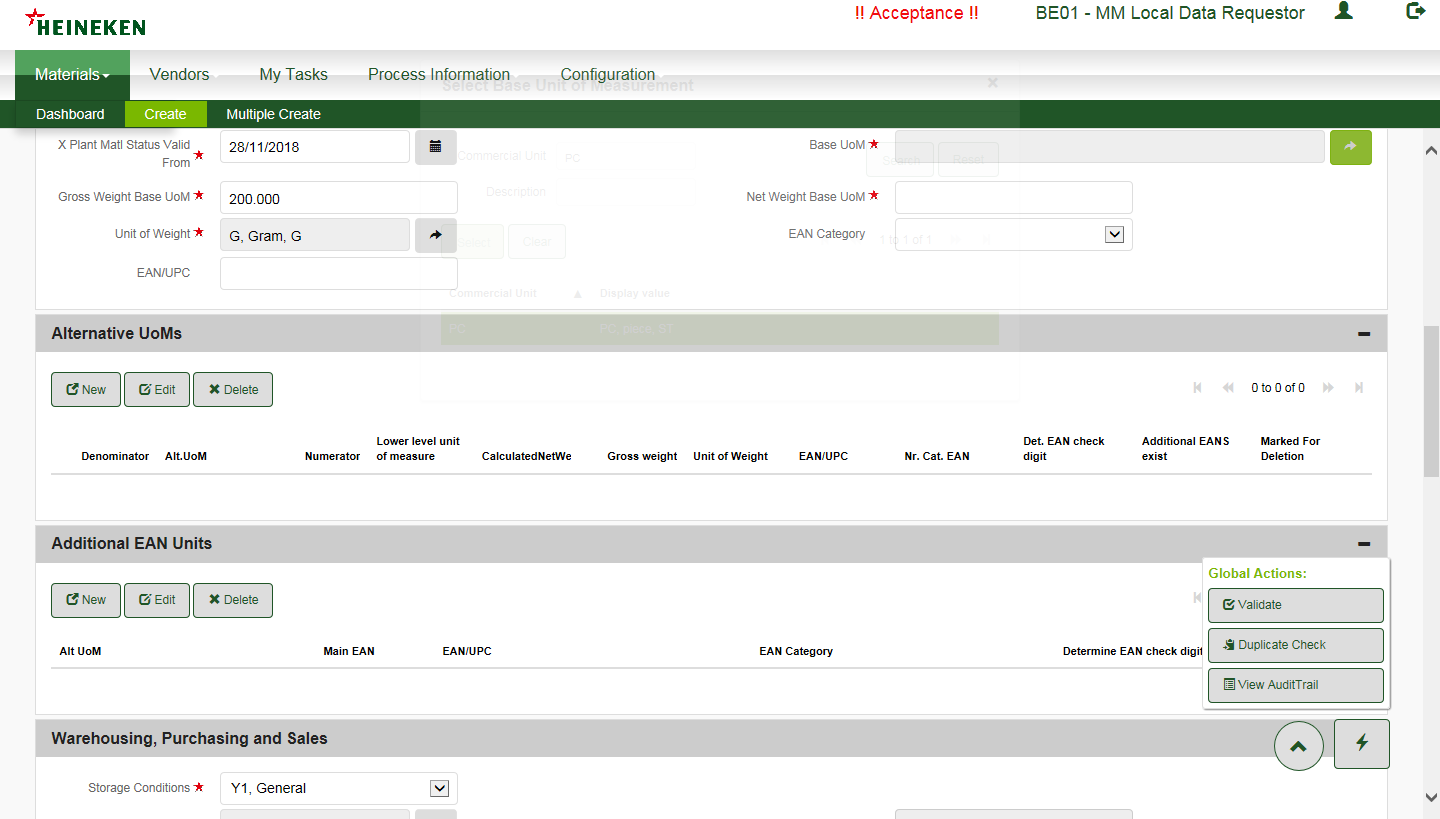 HEINEKEN
!! Acceptance !!
BE01 - MM Local Data Requestor
Materials
Vendors
My Tasks
Process Information
Configuration
Select Base Unit of Measurement
Dashboard
Create
Multiple Create
X Plant Matl Status Valid
From
28/11/2018
Commercial Unit
PC
Search
Reset
Base UoM
Description
Gross Weight Base UoM
200.000
Net Weight Base UoM
Unit of Weight
G, Gram, G
Select
Clear
EAN Category
1 to 1 of 1
EAN/UPC
Commercial Unit
Display value
PC
Alternative UoMs
New
Edit
Delete
0 to 0 of 0
Denominator
Alt.UoM
Numerator
Lower level unit
of measure
CalculatedNetWe
Gross weight
Unit of Weight
EAN/UPC
Nr. Cat. EAN
Det. EAN check
digit
Additional EANS
exist
Marked For
Deletion
Additional EAN Units
New
Edit
Delete
Alt UoM
Main EAN
EAN/UPC
EAN Category
Determine EAN check digit
Global Actions:
Validate
Duplicate Check
View AuditTrail
Warehousing, Purchasing and Sales
Storage Conditions
Y1, General